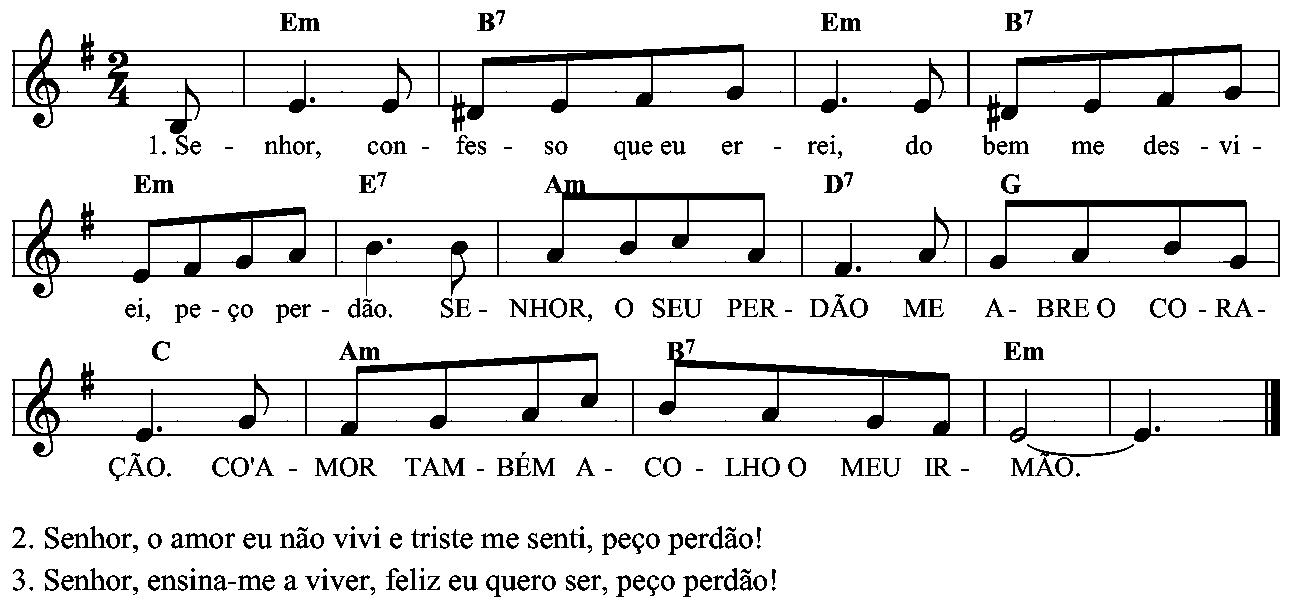 Em B7 Em B7
2/4
1. Se - nhor, con - fes - so que eu er - rei, do bem me des - vi -
Em E7 Am D7 G
ei, pe - ço per - dão. SE - NHOR, O SEU PER - DÃO ME A - BRE O CO - RA -
C Am B7 Em
ÇÃO. CO'A - MOR TAM - BÉM A - CO - LHO O MEU IR - MÃO.
2. Senhor, o amor eu não vivi e triste me senti, peço perdão!
3. Senhor, ensina-me a viver, feliz eu quero ser, peço perdão!